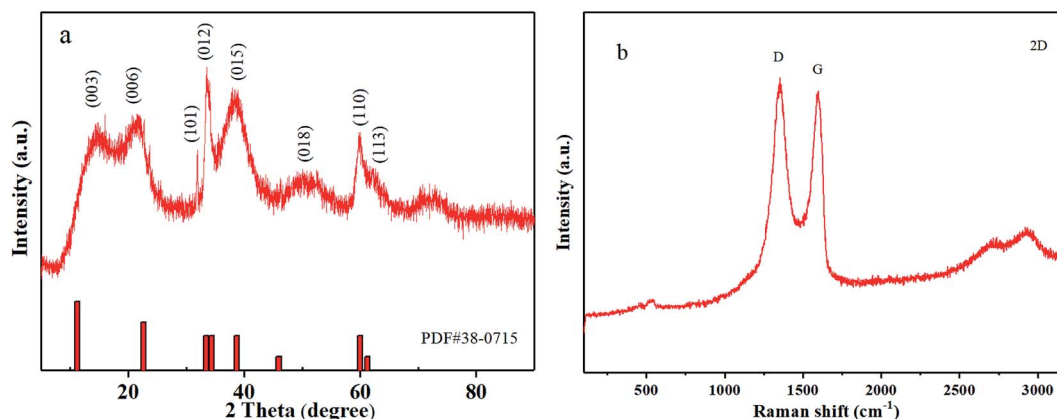 a
(003)
(006)
(101)
(012)
(015)
(018)
(110)
(113)
Intensity (a.u.)
PDF#38-0715
20 40 60 80
2 Theta (degree)
b
D
G
2D
Intensity (a.u.)
500 1000 1500 2000 2500 3000
Raman shift (cm⁻¹)